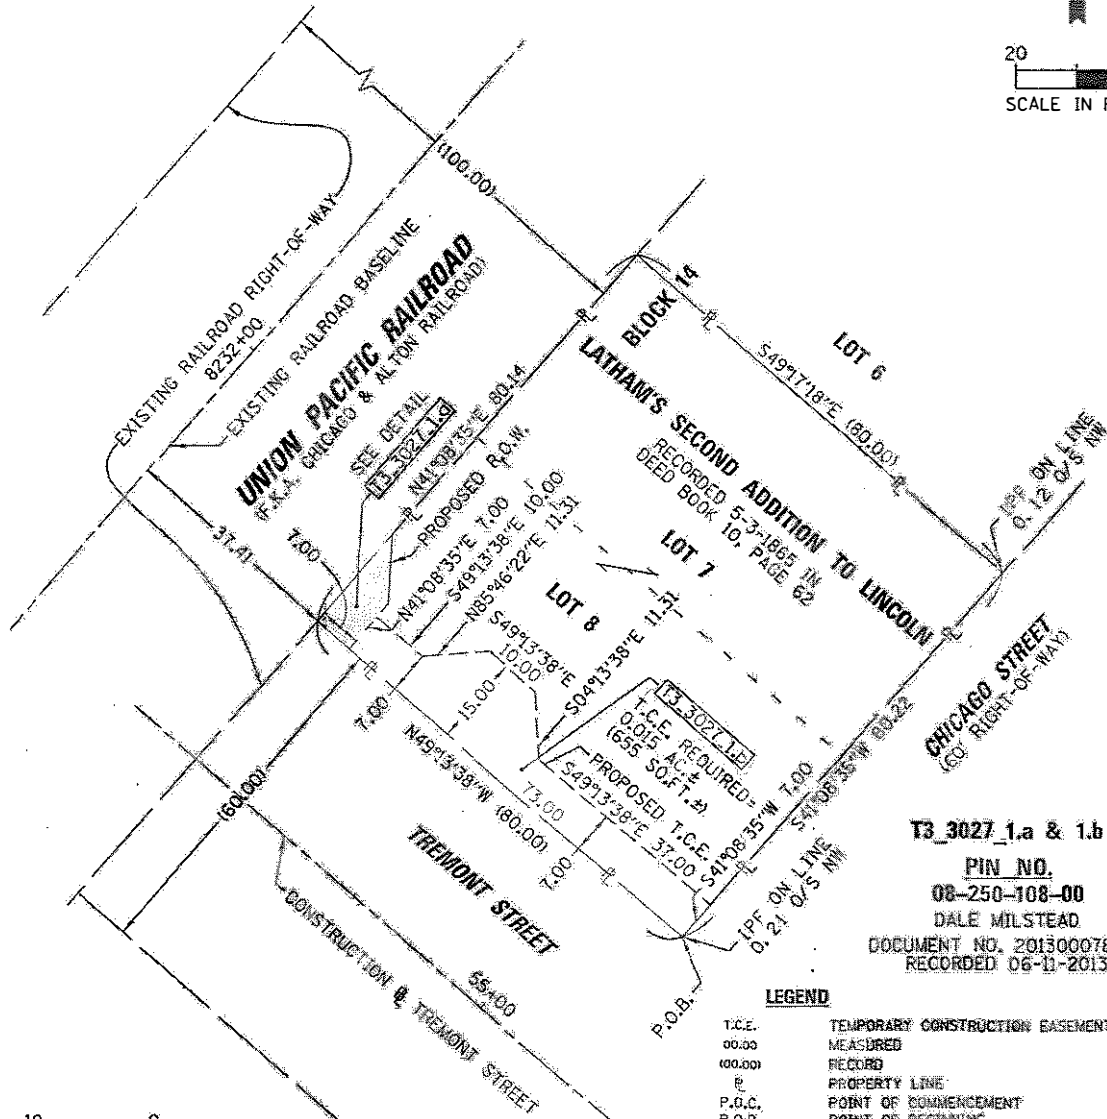 20
SCALE IN F
(100.00)
EXISTING RAILROAD RIGHT-OF-WAY
8232+00
EXISTING RAILROAD BASELINE
UNION PACIFIC RAILROAD
(F.K.A. CHICAGO & ALTON RAILROAD)
SEE DETAIL
T3_3027_1.a
N41°08'35"E 80.14
PROPOSED R.O.W.
BLOCK 14
LOT 6
S49°17'18"E (80.00)
LATHAM'S SECOND ADDITION TO LINCOLN
RECORDED 5-3-1865 IN
DEED BOOK 10, PAGE 62
IPF ON LINE
0.12 O/S NW
37.41
7.00
N41°08'35"E 7.00
S49°13'38"E 10.00
N85°46'22"E 11.31
LOT 7
LOT 8
S49°13'38"E
10.00
S04°13'38"E 11.31
7.00
15.00
T3_3027_1.b
T.C.E. REQUIRED=
0.015 AC.±
(655 SQ.FT.±)
PROPOSED T.C.E.
S49°13'38"E 37.00
73.00
N49°13'38"W (80.00)
7.00
S41°08'35"W 7.00
S41°08'35"W 80.22
CHICAGO STREET
(60' RIGHT-OF-WAY)
(60.00)
TREMONT STREET
IPF ON LINE
0.21 O/S NW
P.O.B.
CONSTRUCTION ℄ TREMONT STREET
55+00
T3_3027_1.a & 1.b
PIN NO.
08-250-108-00
DALE MILSTEAD
DOCUMENT NO. 20130007
RECORDED 06-11-2013
LEGEND
T.C.E. TEMPORARY CONSTRUCTION EASEMENT
00.00 MEASURED
(00.00) RECORD
℄ PROPERTY LINE
P.O.C. POINT OF COMMENCEMENT
P.O.B. POINT OF BEGINNING